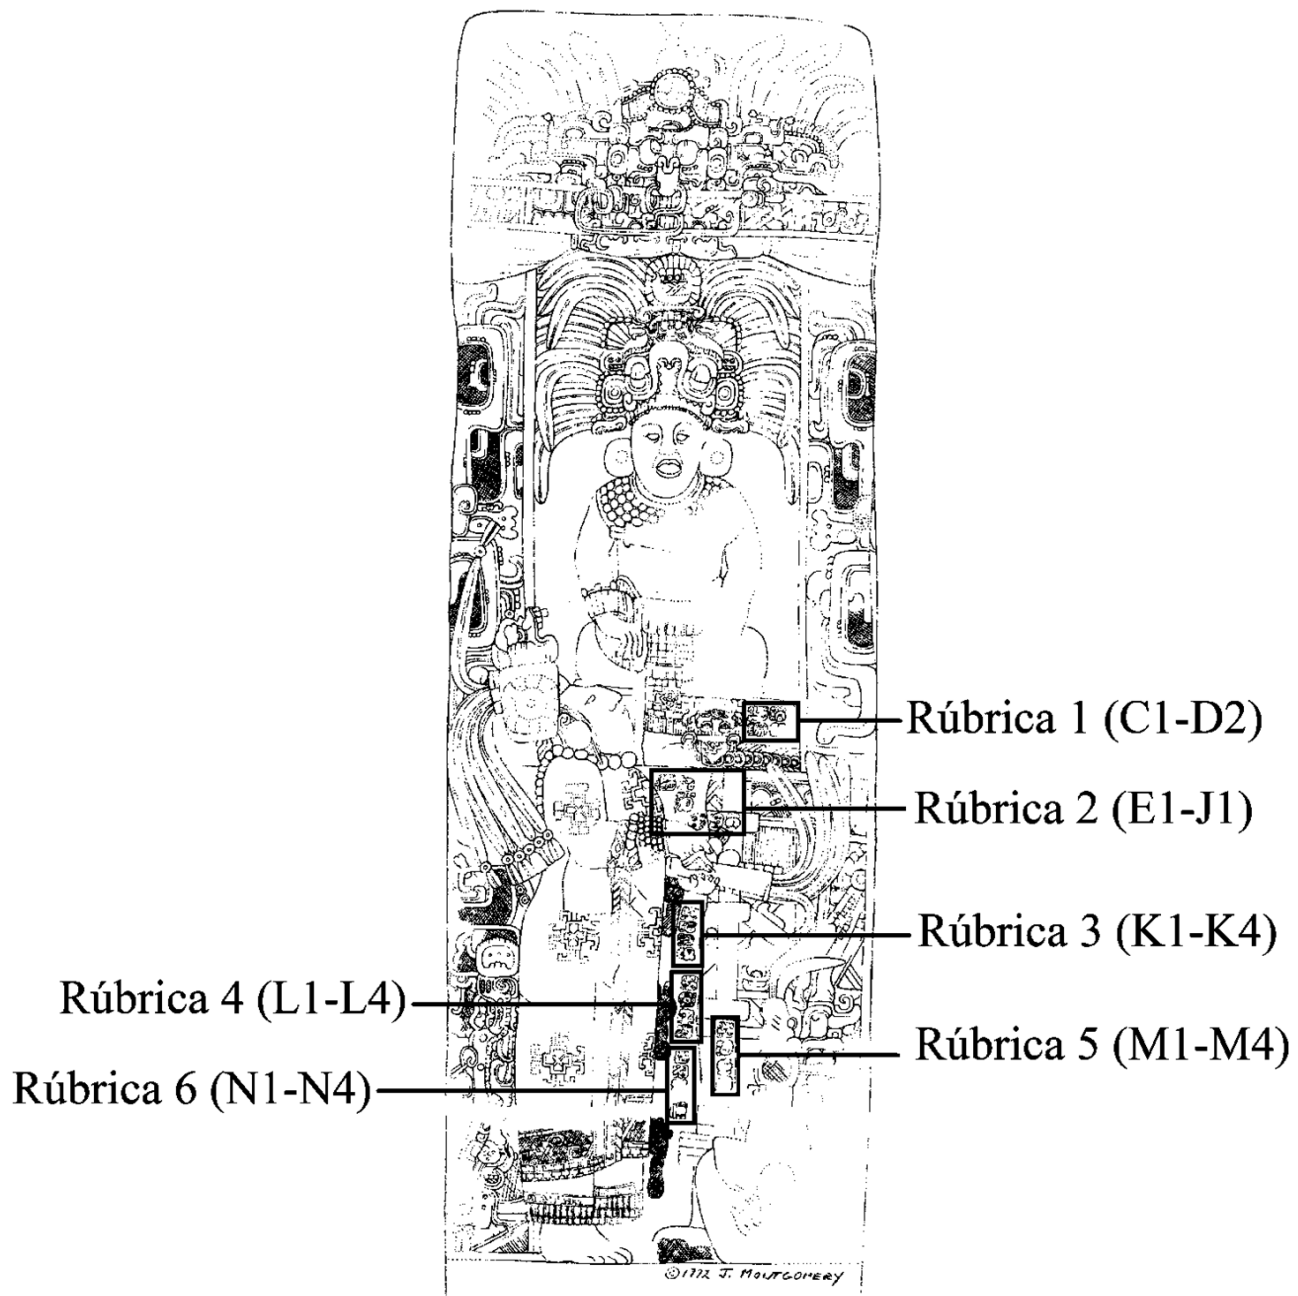 Rúbrica 1 (C1-D2)
Rúbrica 2 (E1-J1)
Rúbrica 3 (K1-K4)
Rúbrica 4 (L1-L4)
Rúbrica 5 (M1-M4)
Rúbrica 6 (N1-N4)
©1992 J. MONTGOMERY